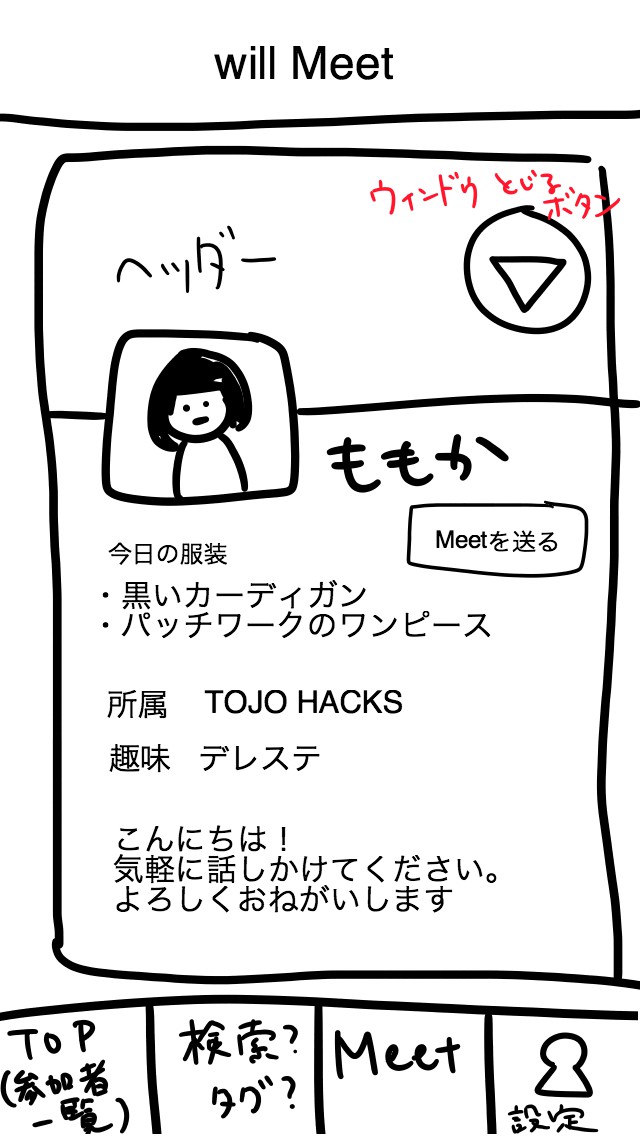 will Meet
ウィンドウ とじる
ボタン
ヘッダー
ももか
Meetを送る
今日の服装
・黒いカーディガン
・パッチワークのワンピース
所属 TOJO HACKS
趣味 デレステ
こんにちは！
気軽に話しかけてください。
よろしくおねがいします
TOP
(参加者
一覧)
検索?
タグ?
Meet
設定